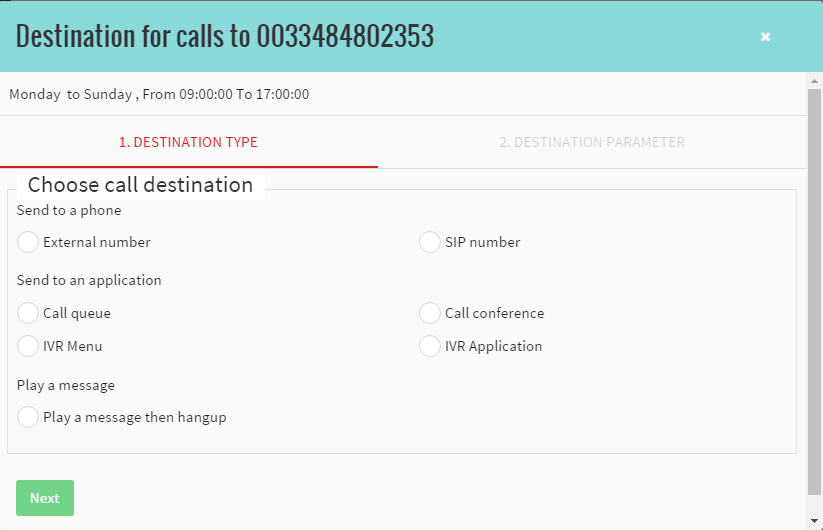 Destination for calls to 0033484802353
Monday to Sunday , From 09:00:00 To 17:00:00
1. DESTINATION TYPE
2. DESTINATION PARAMETER
Choose call destination
Send to a phone
External number
SIP number
Send to an application
Call queue
Call conference
IVR Menu
IVR Application
Play a message
Play a message then hangup
Next